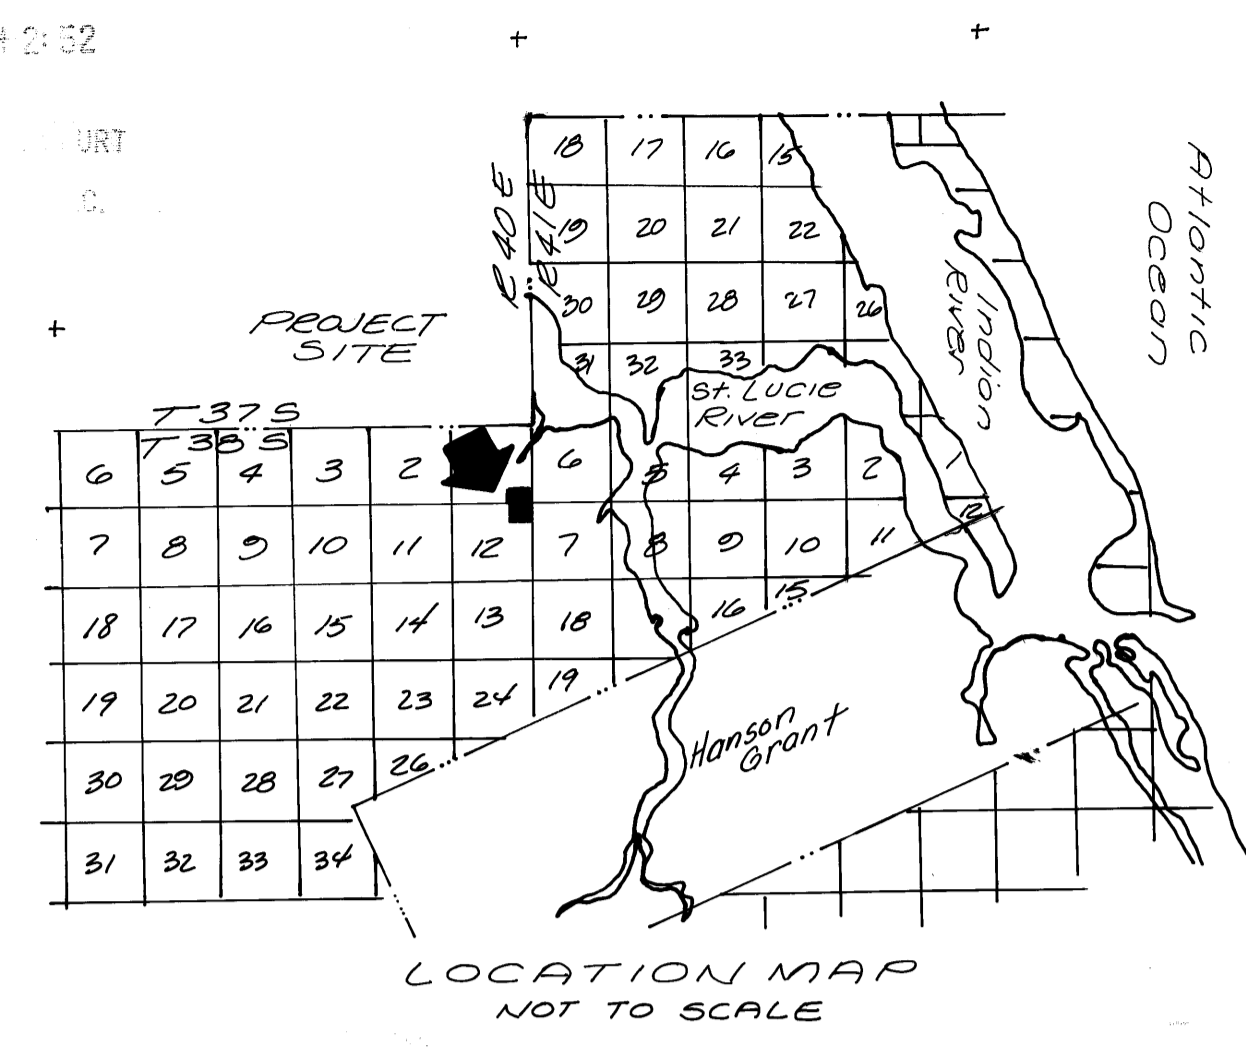 2:52
URT
C.
18 17 16 15
R 40 E
R 41 E
19 20 21 22
30 29 28 27 26
31 32 33
Atlantic
Ocean
Indian
River
PROJECT
SITE
St. LUCIE
RIVER
T 37 S
T 38 S
6 5 4 3 2 6 5 4 3 2 1
7 8 9 10 11 12 7 8 9 10 11 12
18 17 16 15 14 13 18 16 15
19 20 21 22 23 24 19
30 29 28 27 26
31 32 33 34
Hanson
Grant
LOCATION MAP
NOT TO SCALE